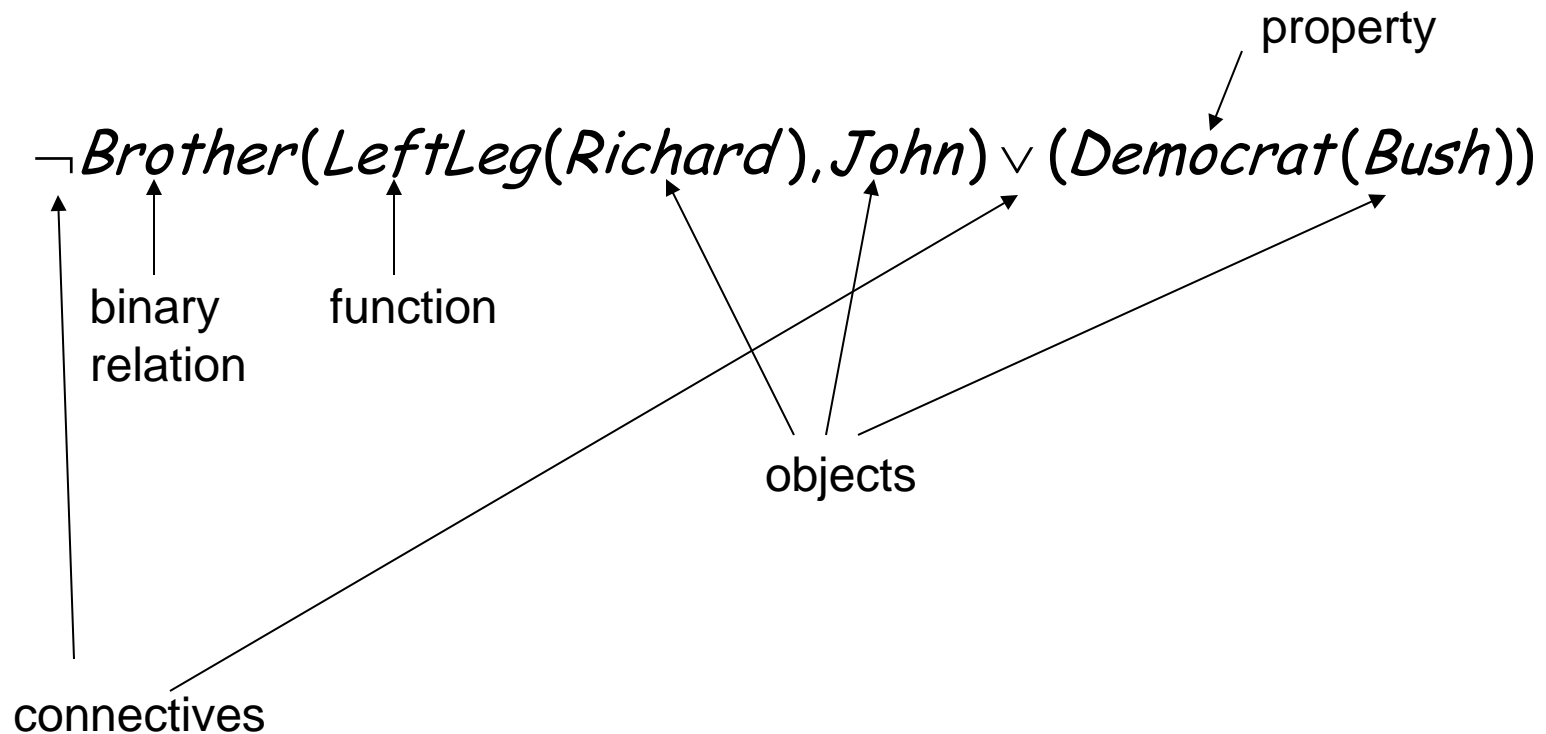 property
¬Brother(LeftLeg(Richard),John) ∨ (Democrat(Bush))
binary
relation
function
objects
connectives